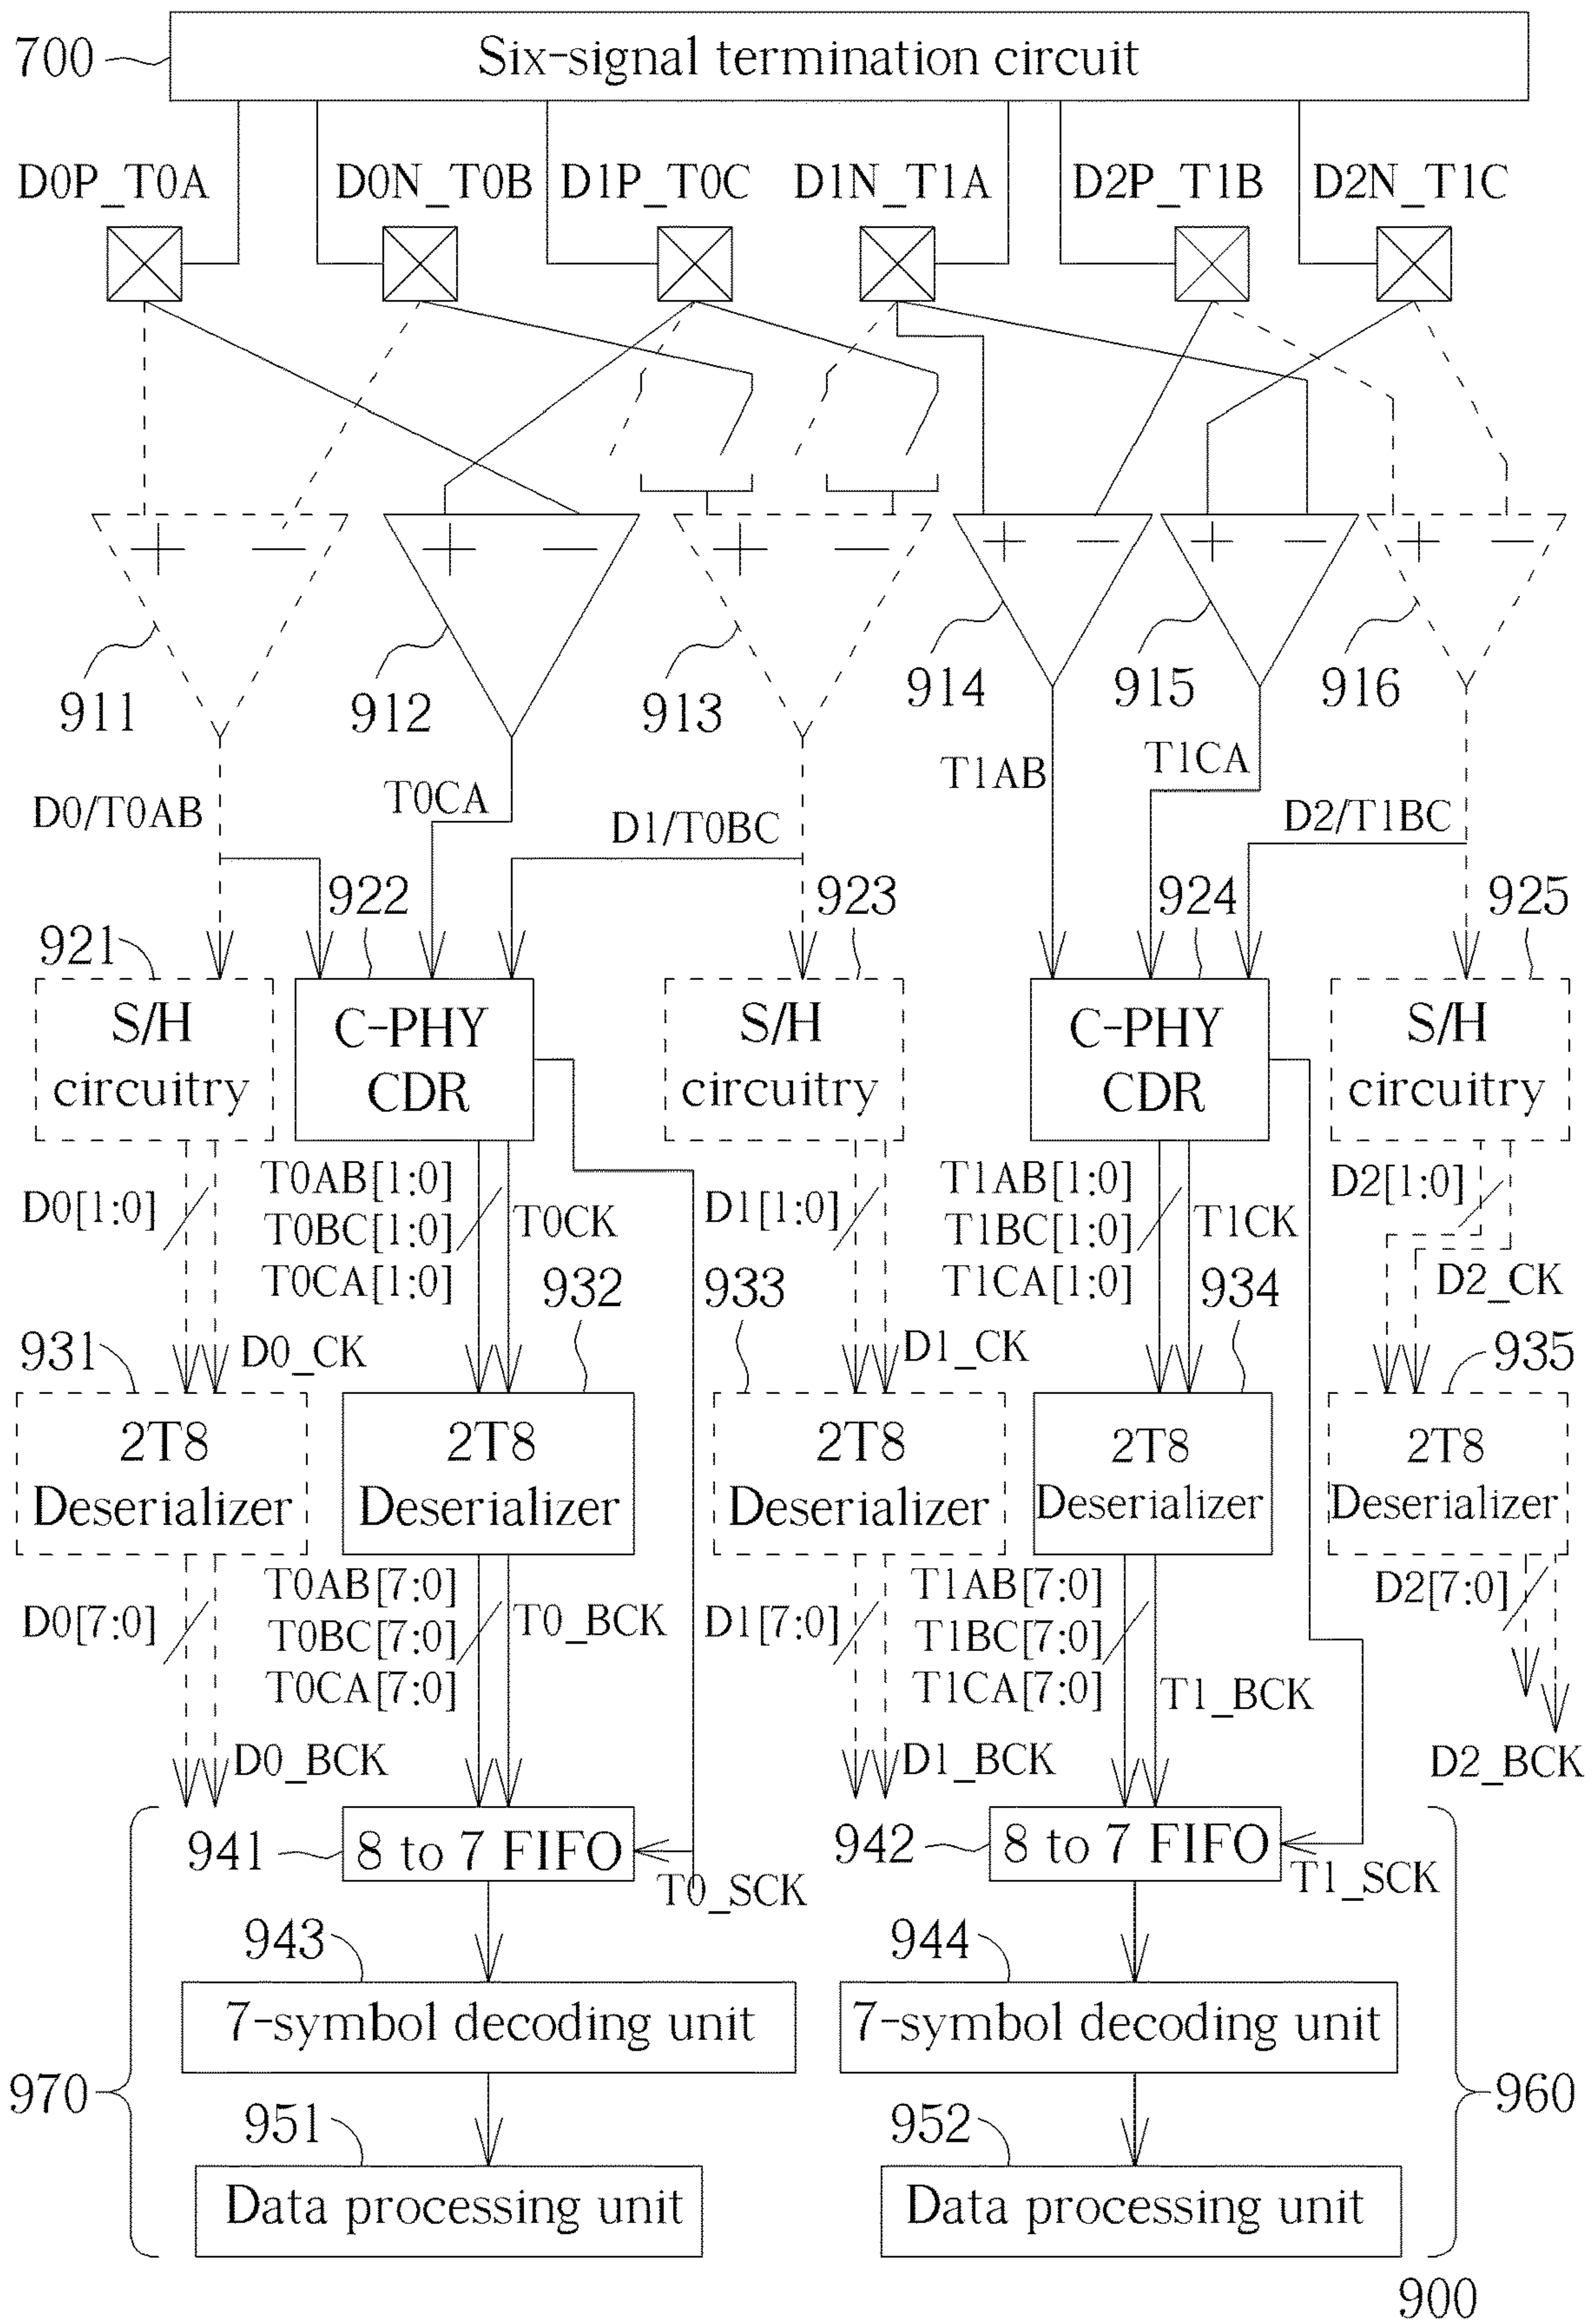 700
Six-signal termination circuit
D0P_T0A
D0N_T0B
D1P_T0C
D1N_T1A
D2P_T1B
D2N_T1C
+ −
+ −
+ −
+ −
+ −
+ −
911
912
913
914
915
916
D0/T0AB
T0CA
D1/T0BC
T1AB
T1CA
D2/T1BC
921
922
923
924
925
S/H
circuitry
C-PHY
CDR
S/H
circuitry
C-PHY
CDR
S/H
circuitry
D0[1:0]
T0AB[1:0]
T0BC[1:0]
T0CA[1:0]
T0CK
D1[1:0]
T1AB[1:0]
T1BC[1:0]
T1CA[1:0]
T1CK
D2[1:0]
D2_CK
931
D0_CK
932
933
D1_CK
934
935
2T8
Deserializer
2T8
Deserializer
2T8
Deserializer
2T8
Deserializer
2T8
Deserializer
D0[7:0]
T0AB[7:0]
T0BC[7:0]
T0CA[7:0]
T0_BCK
D1[7:0]
T1AB[7:0]
T1BC[7:0]
T1CA[7:0]
T1_BCK
D2[7:0]
D0_BCK
D1_BCK
D2_BCK
941
8 to 7 FIFO
T0_SCK
942
8 to 7 FIFO
T1_SCK
943
7-symbol decoding unit
944
7-symbol decoding unit
970
960
951
Data processing unit
952
Data processing unit
900